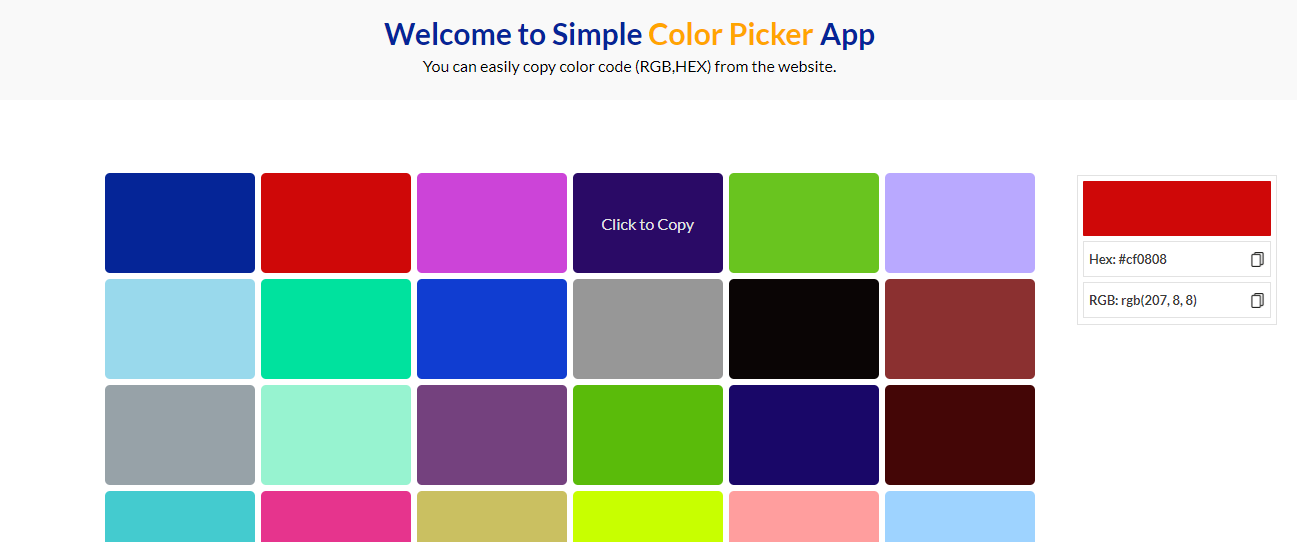 Welcome to Simple Color Picker App
You can easily copy color code (RGB,HEX) from the website.
Click to Copy
Hex: #cf0808
RGB: rgb(207, 8, 8)